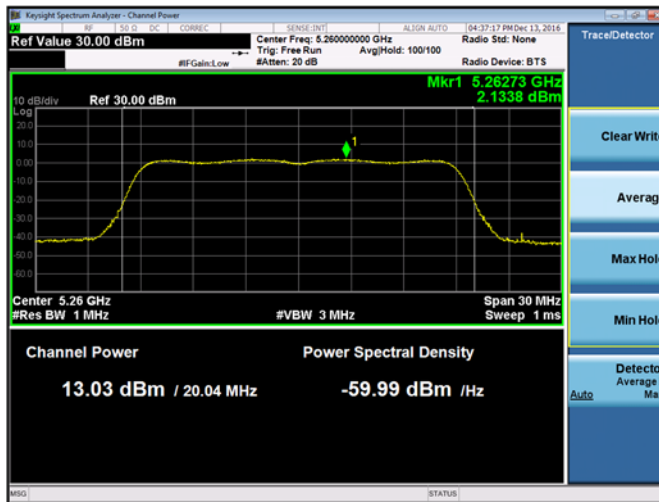 Keysight Spectrum Analyzer - Channel Power
RF 50 Ω DC CORREC SENSE:INT ALIGN AUTO 04:37:17 PM Dec 13, 2016
Ref Value 30.00 dBm
Center Freq: 5.260000000 GHz
Radio Std: None
Trig: Free Run Avg|Hold: 100/100
#IFGain:Low #Atten: 20 dB Radio Device: BTS
Mkr1 5.26273 GHz
2.1338 dBm
10 dB/div Ref 30.00 dBm
Log
20.0
10.0
0.00
-10.0
-20.0
-30.0
-40.0
-50.0
-60.0
1
Center 5.26 GHz Span 30 MHz
#Res BW 1 MHz #VBW 3 MHz Sweep 1 ms
Channel Power Power Spectral Density
13.03 dBm / 20.04 MHz -59.99 dBm /Hz
MSG STATUS
Trace/Detector
Clear Write
Averag
Max Hol
Min Hol
Detecto
Average
Auto Ma